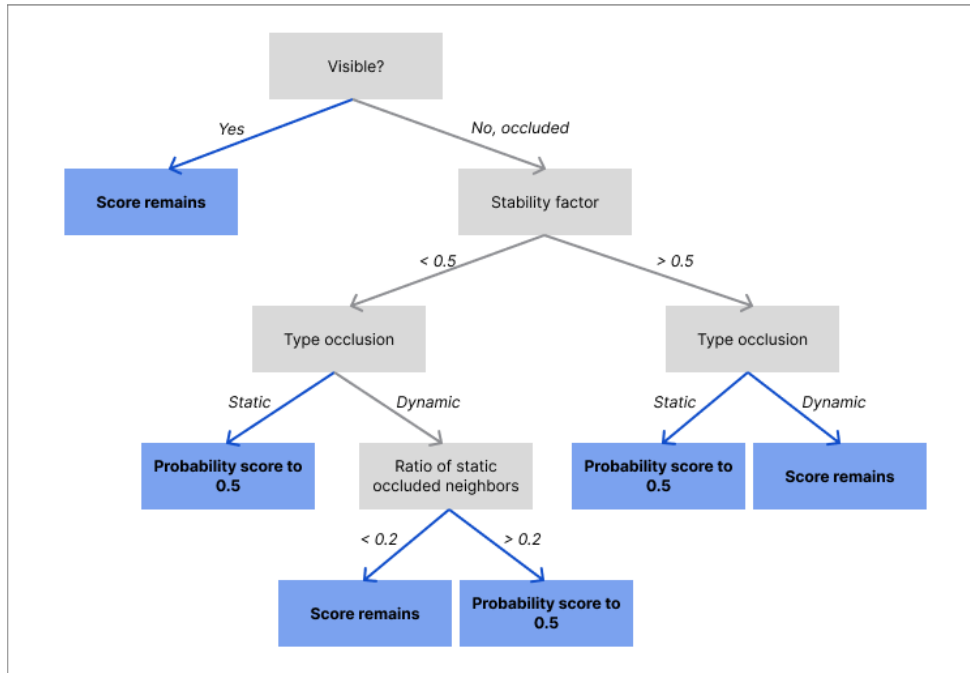 Visible?
Yes
No, occluded
Score remains
Stability factor
< 0.5
> 0.5
Type occlusion
Type occlusion
Static
Dynamic
Static
Dynamic
Probability score to
0.5
Ratio of static
occluded neighbors
Probability score to
0.5
Score remains
< 0.2
> 0.2
Score remains
Probability score to
0.5